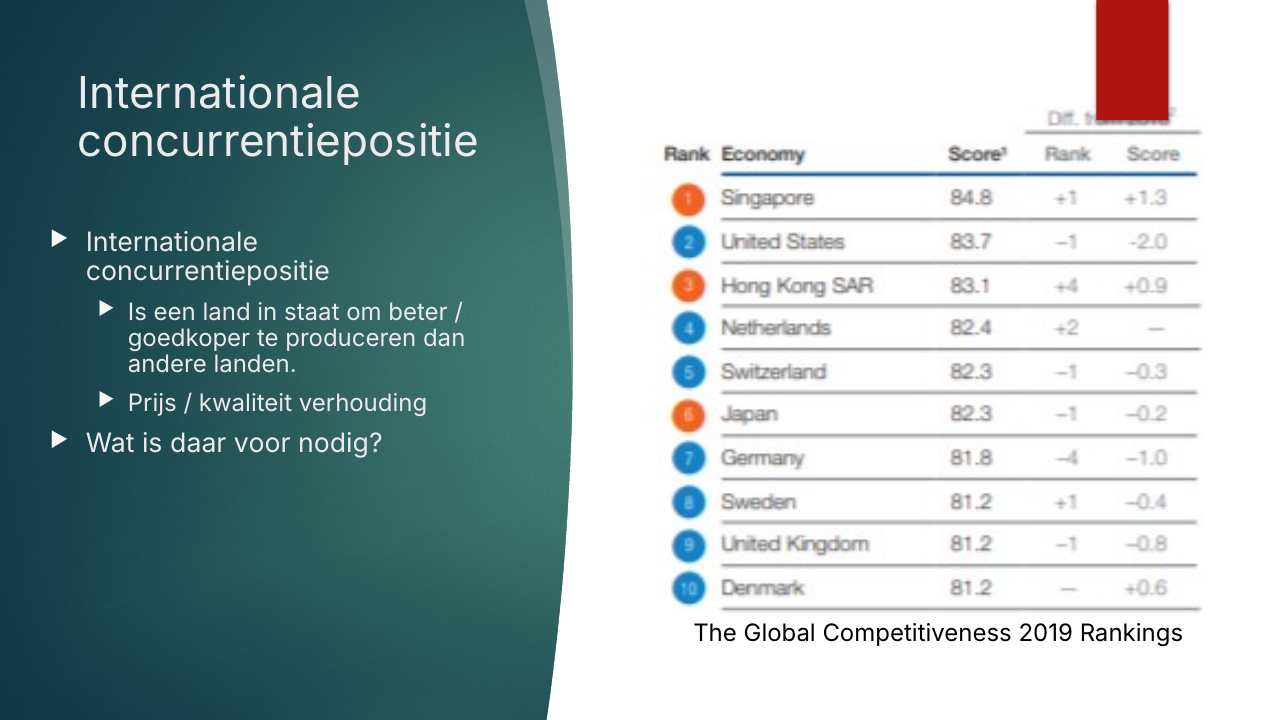 Internationale
concurrentiepositie
Internationale
concurrentiepositie
Is een land in staat om beter /
goedkoper te produceren dan
andere landen.
Prijs / kwaliteit verhouding
Wat is daar voor nodig?
Diff.
Rank Economy Score¹ Rank Score
1 Singapore 84.8 +1 +1.3
2 United States 83.7 –1 -2.0
3 Hong Kong SAR 83.1 +4 +0.9
4 Netherlands 82.4 +2 —
5 Switzerland 82.3 –1 –0.3
6 Japan 82.3 –1 –0.2
7 Germany 81.8 –4 –1.0
8 Sweden 81.2 +1 –0.4
9 United Kingdom 81.2 –1 –0.8
10 Denmark 81.2 — +0.6
The Global Competitiveness 2019 Rankings